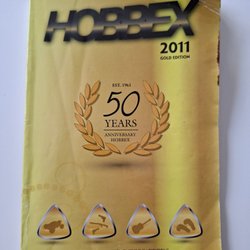 HOBBEX
2011
GOLD EDITION
EST. 1961
50
YEARS
ANNIVERSARY
HOBBEX